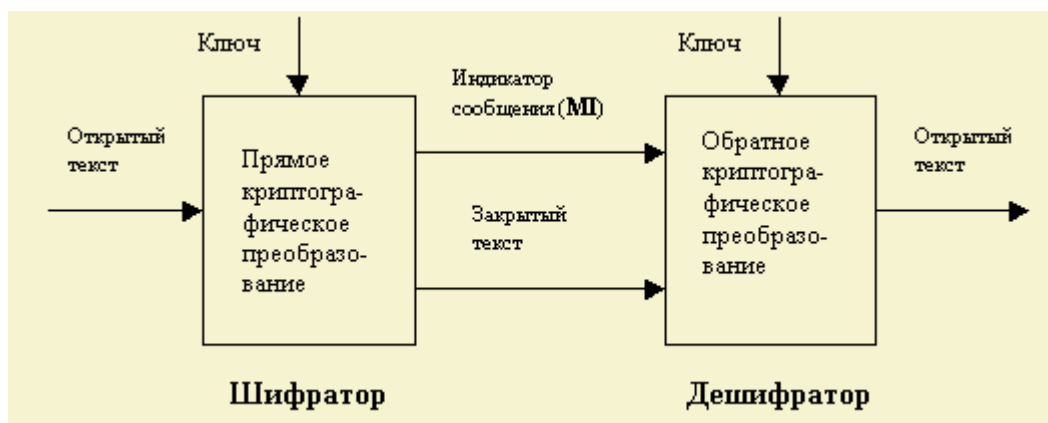 Ключ
Ключ
Индикатор
сообщения(MI)
Открытый
текст
Прямое
криптогра-
фическое
преобразо-
вание
Закрытый
текст
Обратное
криптогра-
фическое
преобразо-
вание
Открытый
текст
Шифратор
Дешифратор